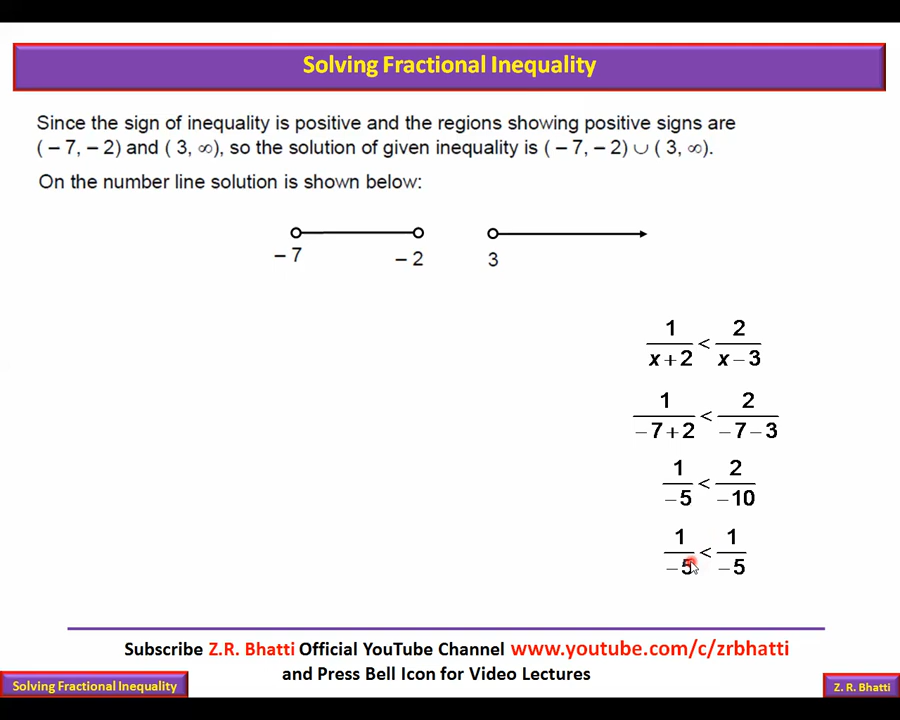 Solving Fractional Inequality
Since the sign of inequality is positive and the regions showing positive signs are
( – 7, – 2) and ( 3, ∞), so the solution of given inequality is ( – 7, – 2) ∪ ( 3, ∞).
On the number line solution is shown below:
– 7 – 2 3
1/(x + 2) < 2/(x – 3)
1/(– 7 + 2) < 2/(– 7 – 3)
1/(– 5) < 2/(– 10)
1/(– 5) < 1/(– 5)
Subscribe Z.R. Bhatti Official YouTube Channel www.youtube.com/c/zrbhatti
and Press Bell Icon for Video Lectures
Solving Fractional Inequality
Z. R. Bhatti